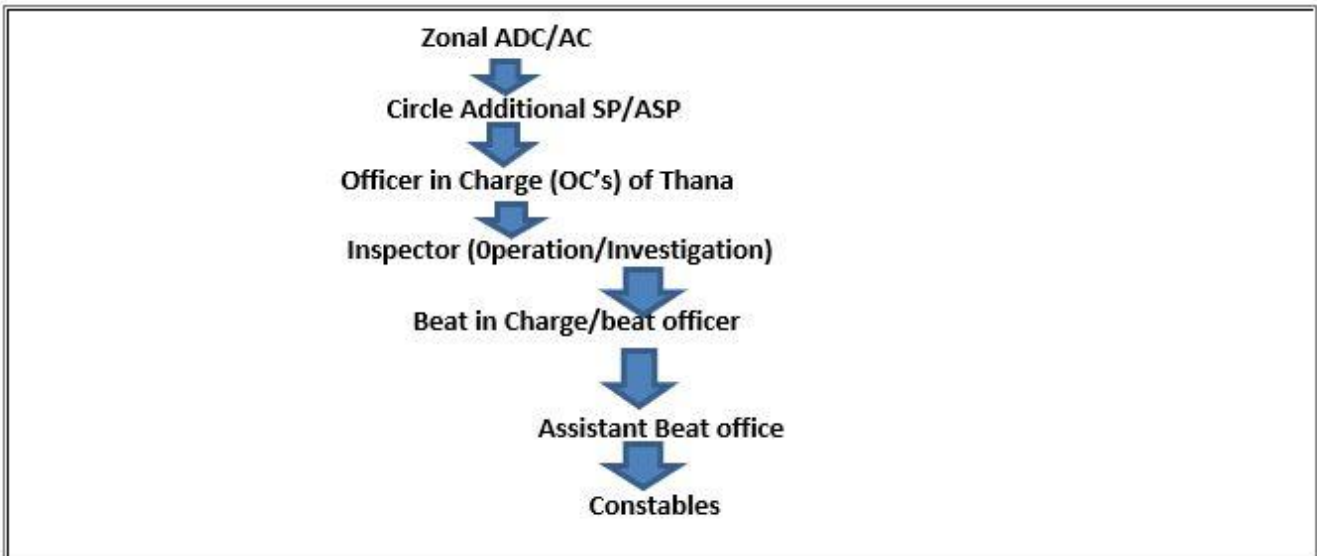 Zonal ADC/AC
Circle Additional SP/ASP
Officer in Charge (OC’s) of Thana
Inspector (0peration/Investigation)
Beat in Charge/beat officer
Assistant Beat office
Constables